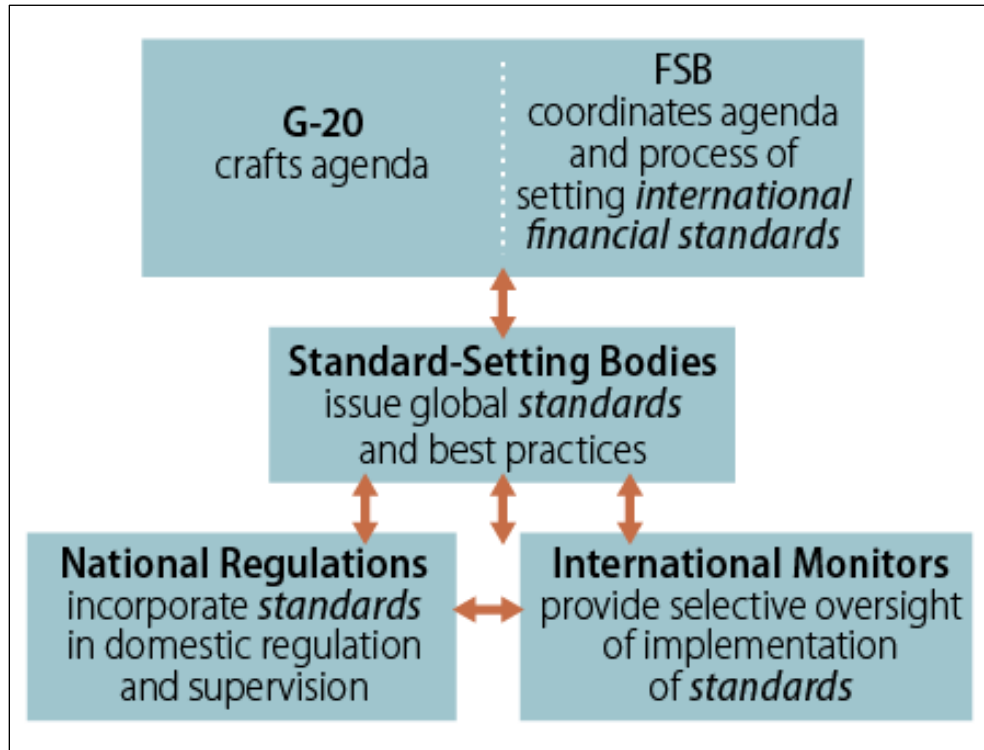 G-20
crafts agenda
FSB
coordinates agenda
and process of
setting international
financial standards
Standard-Setting Bodies
issue global standards
and best practices
National Regulations
incorporate standards
in domestic regulation
and supervision
International Monitors
provide selective oversight
of implementation
of standards